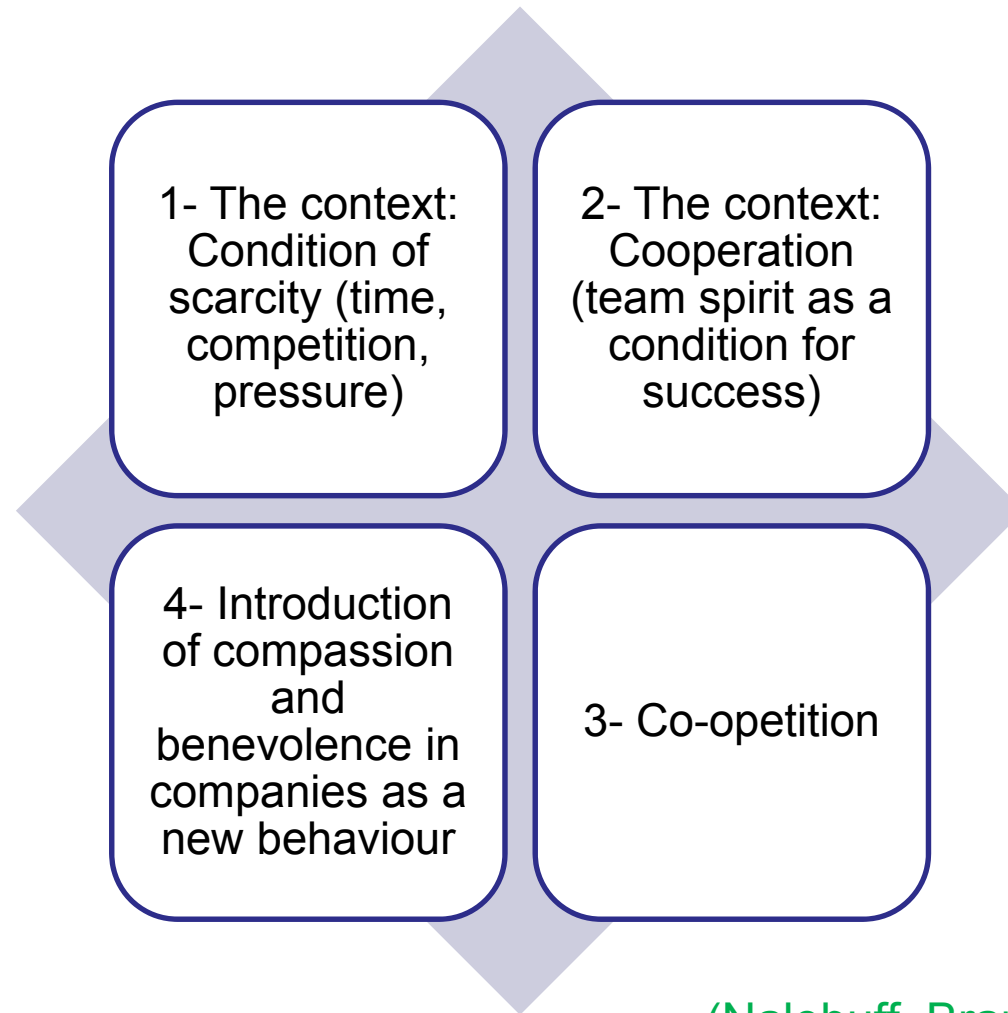 1- The context:
Condition of
scarcity (time,
competition,
pressure)
2- The context:
Cooperation
(team spirit as a
condition for
success)
4- Introduction
of compassion
and
benevolence in
companies as a
new behaviour
3- Co-opetition